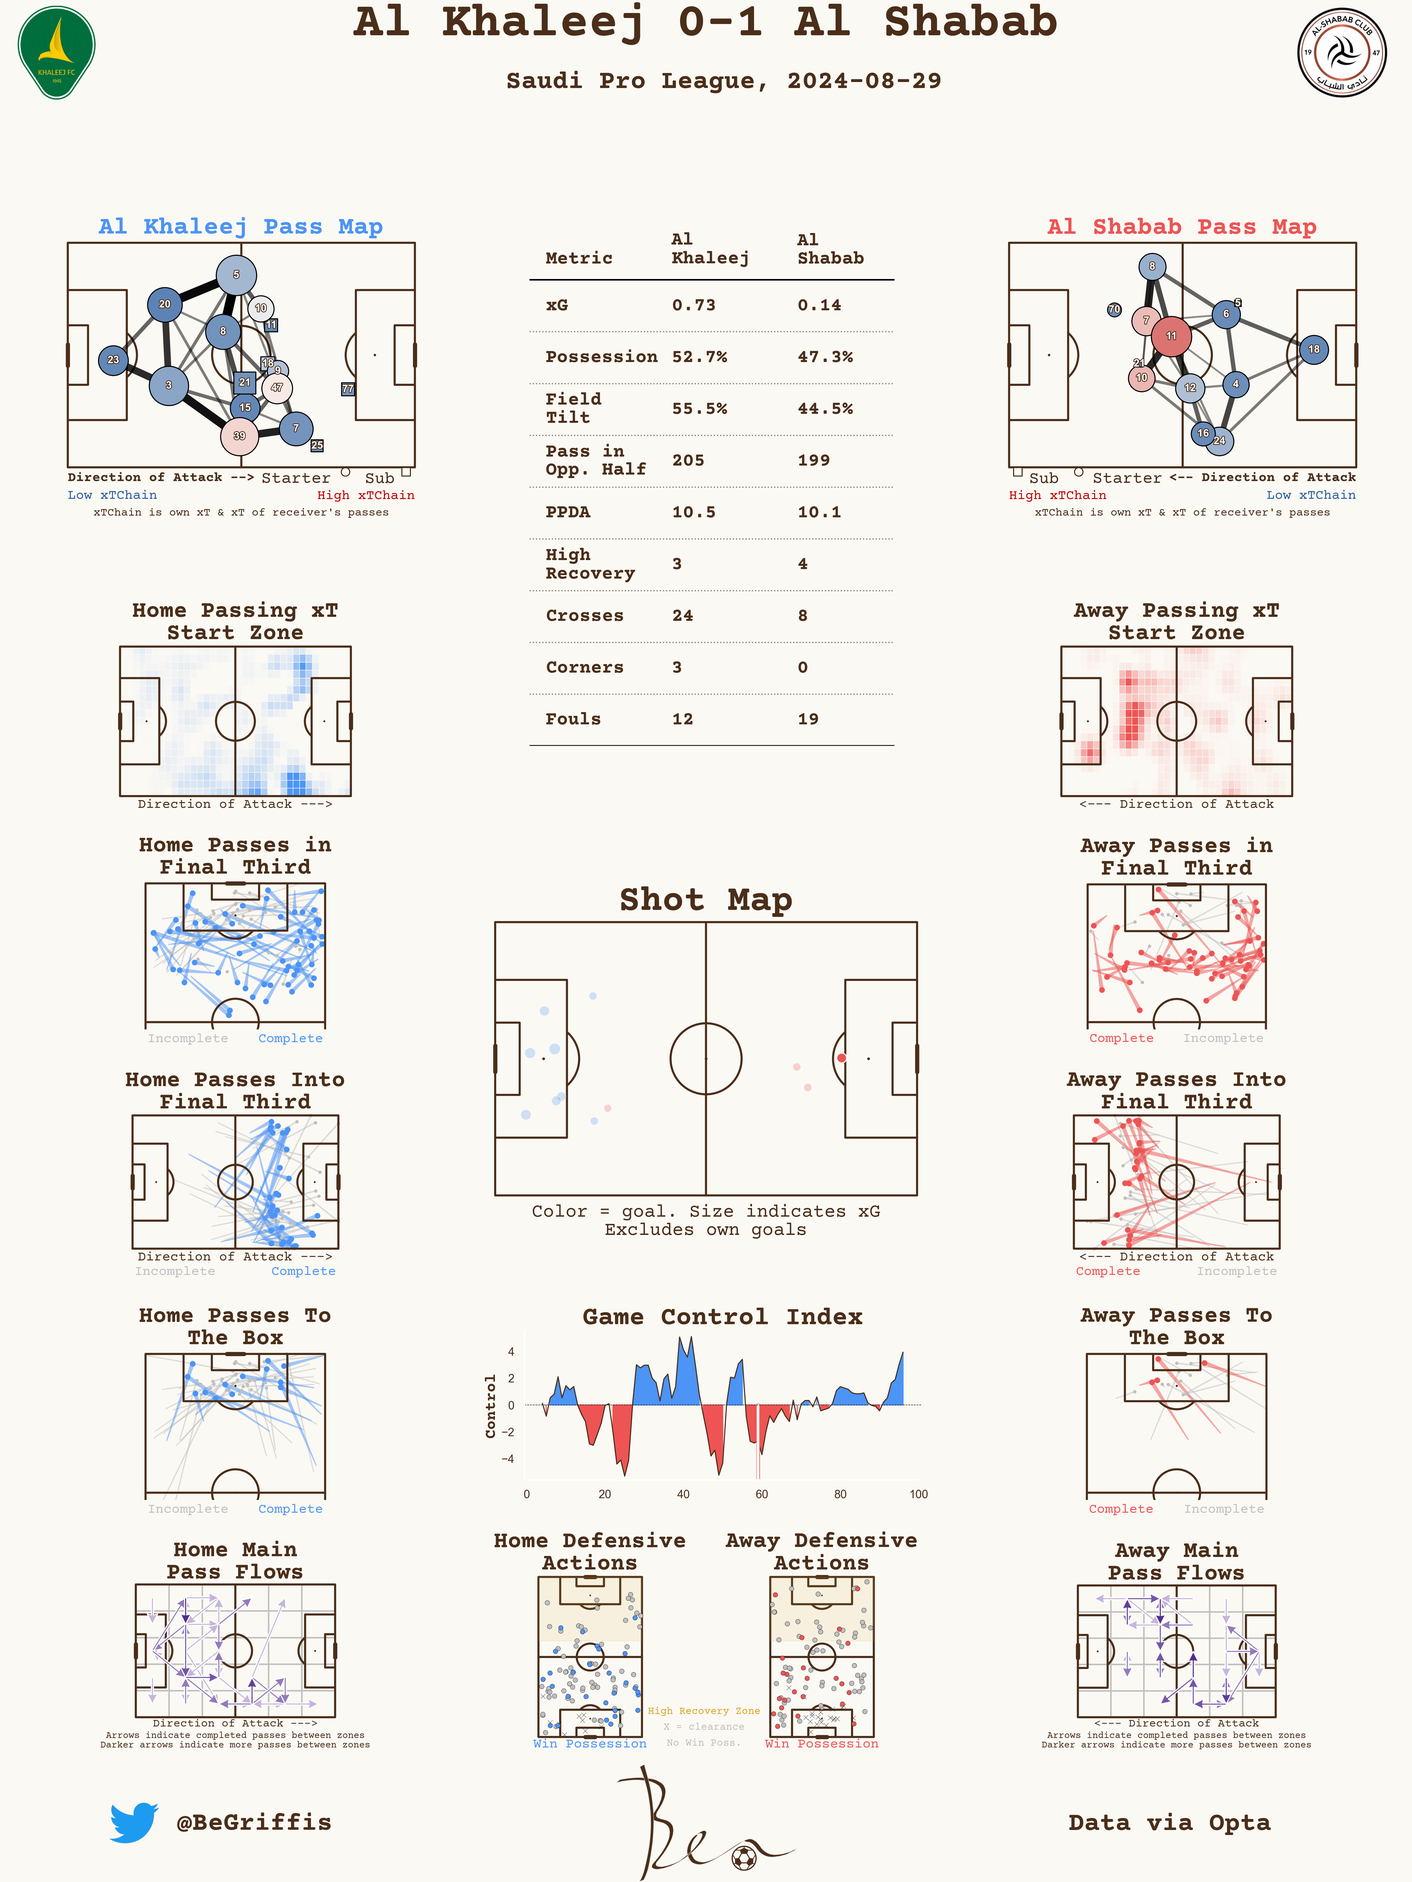 Al Khaleej 0-1 Al Shabab
Saudi Pro League, 2024-08-29
KHALEEJ FC
1945
AL-SHABAB CLUB
19 47
نادي الشباب
Al Khaleej Pass Map
5
20
10
11
8
23
18
9
3
21
47
77
15
39
7
25
Direction of Attack --> Starter Sub
Low xTChain High xTChain
xTChain is own xT & xT of receiver's passes
Metric Al Khaleej Al Shabab
xG 0.73 0.14
Possession 52.7% 47.3%
Field Tilt 55.5% 44.5%
Pass in Opp. Half 205 199
PPDA 10.5 10.1
High Recovery 3 4
Crosses 24 8
Corners 3 0
Fouls 12 19
Al Shabab Pass Map
8
5
70
7
6
11
18
21
10
12
4
16
24
Sub Starter <-- Direction of Attack
High xTChain Low xTChain
xTChain is own xT & xT of receiver's passes
Home Passing xT
Start Zone
Direction of Attack --->
Away Passing xT
Start Zone
<--- Direction of Attack
Home Passes in
Final Third
Incomplete Complete
Away Passes in
Final Third
Complete Incomplete
Shot Map
Color = goal. Size indicates xG
Excludes own goals
Home Passes Into
Final Third
Direction of Attack --->
Incomplete Complete
Away Passes Into
Final Third
<--- Direction of Attack
Complete Incomplete
Home Passes To
The Box
Incomplete Complete
Game Control Index
Control
4
2
0
−2
−4
0 20 40 60 80 100
Away Passes To
The Box
Complete Incomplete
Home Main
Pass Flows
Direction of Attack --->
Arrows indicate completed passes between zones
Darker arrows indicate more passes between zones
Home Defensive
Actions
Win Possession
Away Defensive
Actions
Win Possession
High Recovery Zone
X = clearance
No Win Poss.
Away Main
Pass Flows
<--- Direction of Attack
Arrows indicate completed passes between zones
Darker arrows indicate more passes between zones
@BeGriffis
Ben
Data via Opta